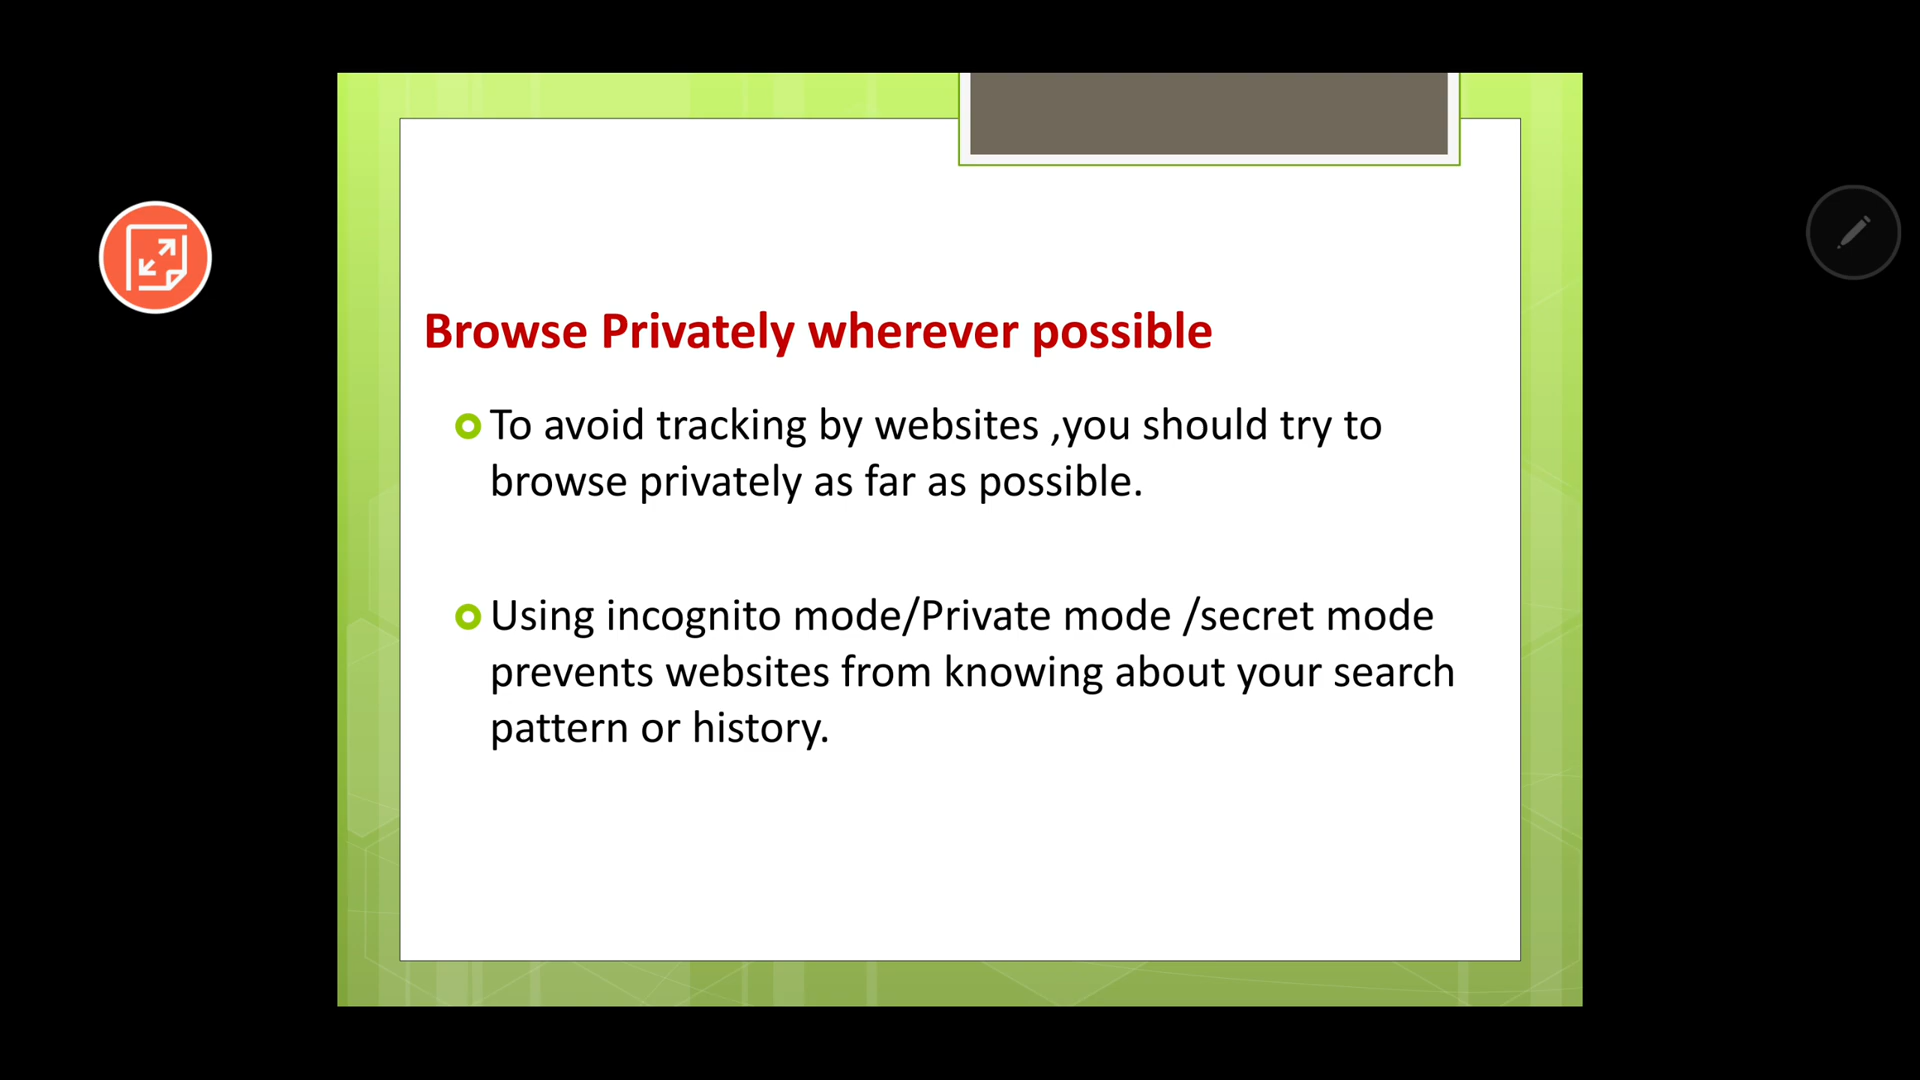 Browse Privately wherever possible
To avoid tracking by websites ,you should try to
browse privately as far as possible.
Using incognito mode/Private mode /secret mode
prevents websites from knowing about your search
pattern or history.